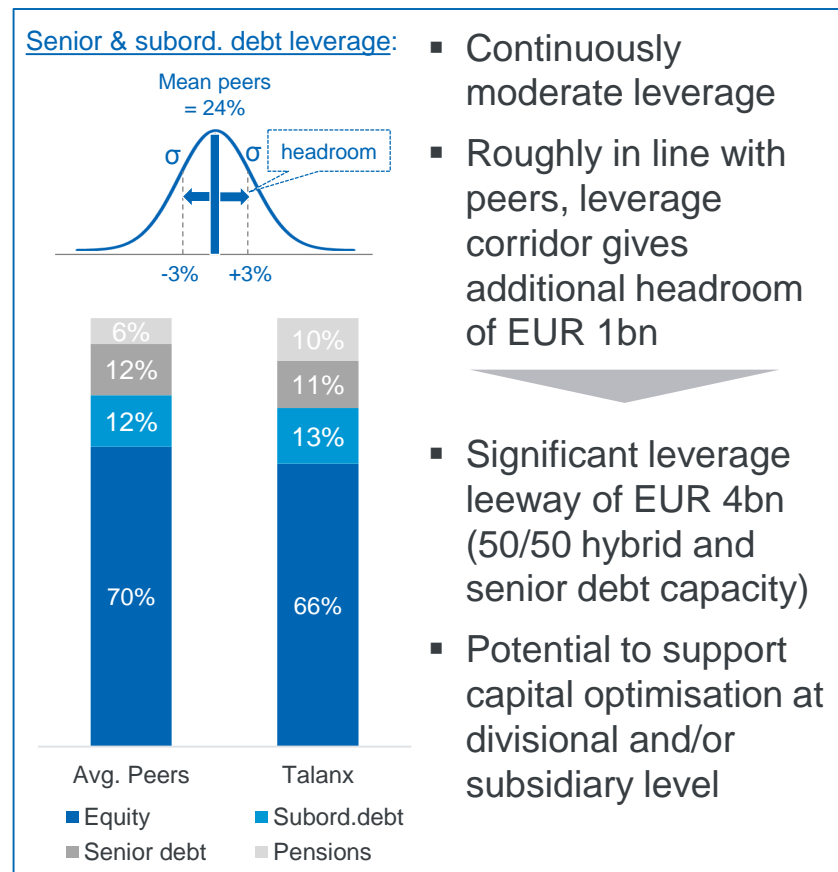 Senior & subord. debt leverage:
Mean peers
= 24%
σ
σ
headroom
-3%
+3%
6%
12%
12%
70%
10%
11%
13%
66%
Avg. Peers
Talanx
■ Equity
■ Subord.debt
■ Senior debt
■ Pensions
▪ Continuously
moderate leverage
▪ Roughly in line with
peers, leverage
corridor gives
additional headroom
of EUR 1bn
▪ Significant leverage
leeway of EUR 4bn
(50/50 hybrid and
senior debt capacity)
▪ Potential to support
capital optimisation at
divisional and/or
subsidiary level